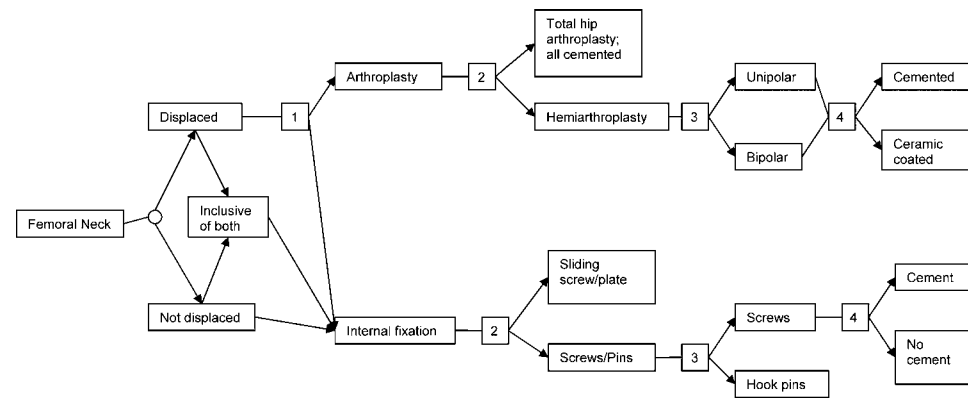 Total hip
arthroplasty;
all cemented
Arthroplasty
2
Unipolar
Cemented
Displaced
1
Hemiarthroplasty
3
4
Bipolar
Ceramic
coated
Inclusive
of both
Femoral Neck
Sliding
screw/plate
Cement
Not displaced
Internal fixation
2
Screws
4
Screws/Pins
3
No
cement
Hook pins